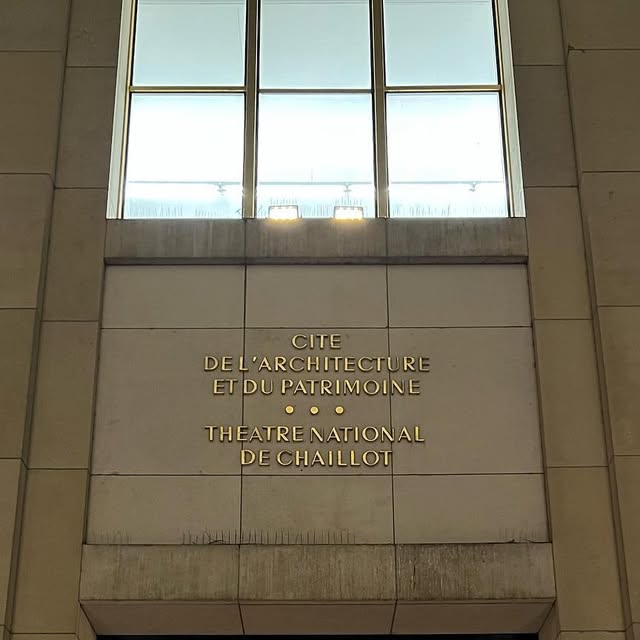 CITE
DE L'ARCHITECTURE
ET DU PATRIMOINE
• • •
THEATRE NATIONAL
DE CHAILLOT